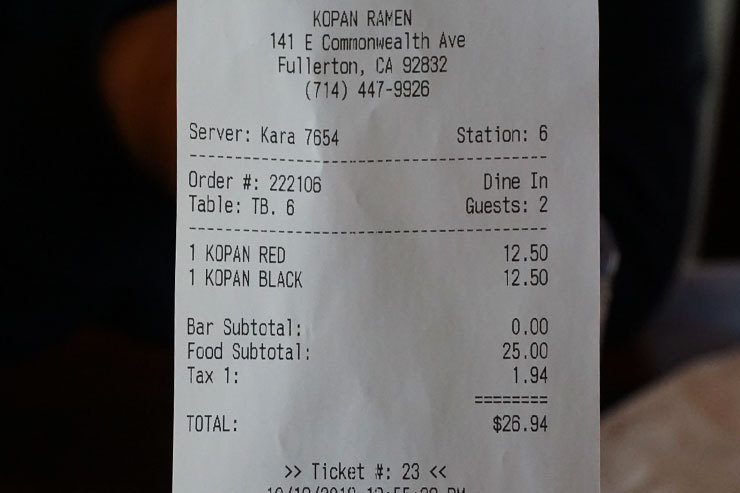 KOPAN RAMEN
141 E Commonwealth Ave
Fullerton, CA 92832
(714) 447-9926
Server: Kara 7654 Station: 6
Order #: 222106 Dine In
Table: TB. 6 Guests: 2
1 KOPAN RED 12.50
1 KOPAN BLACK 12.50
Bar Subtotal: 0.00
Food Subtotal: 25.00
Tax 1: 1.94
========
TOTAL: $26.94
>> Ticket #: 23 <<